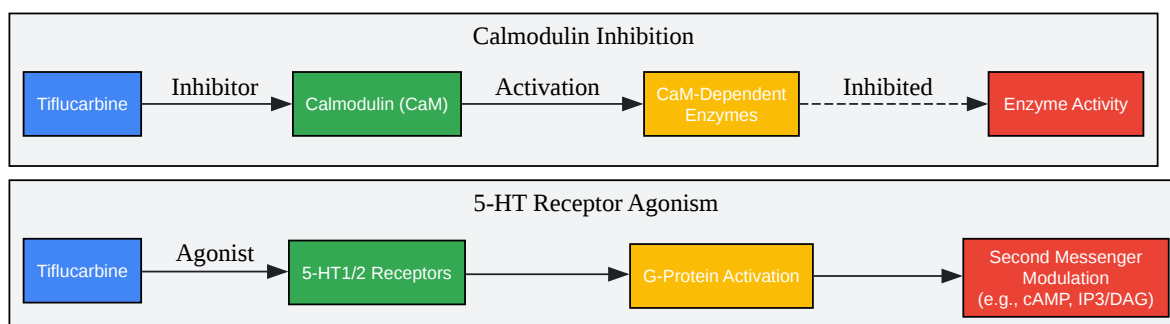 Calmodulin Inhibition
Tiflucarbine
Inhibitor
Calmodulin (CaM)
Activation
CaM-Dependent
Enzymes
Inhibited
Enzyme Activity
5-HT Receptor Agonism
Tiflucarbine
Agonist
5-HT1/2 Receptors
G-Protein Activation
Second Messenger
Modulation
(e.g., cAMP, IP3/DAG)